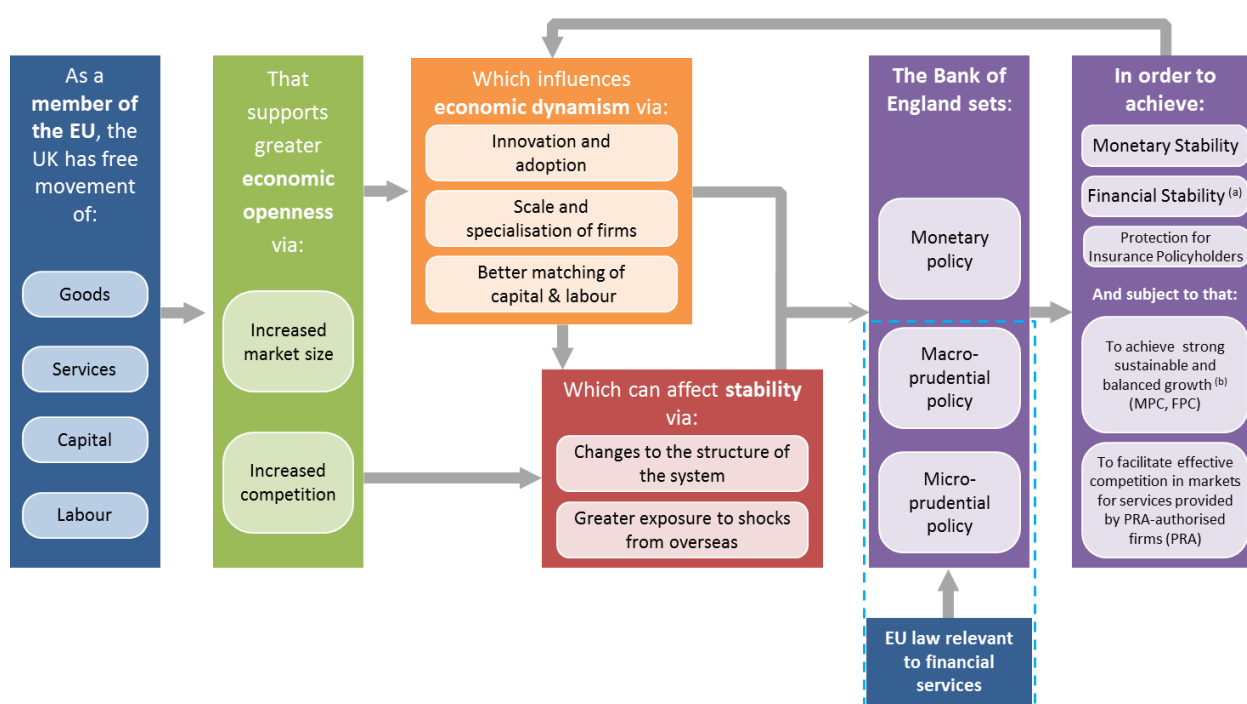 As a
member of
the EU, the
UK has free
movement
of:
Goods
Services
Capital
Labour
That
supports
greater
economic
openness
via:
Increased
market size
Increased
competition
Which influences
economic dynamism via:
Innovation and
adoption
Scale and
specialisation of firms
Better matching of
capital & labour
Which can affect stability
via:
Changes to the structure of
the system
Greater exposure to shocks
from overseas
The Bank of
England sets:
Monetary
policy
Macro-
prudential
policy
Micro-
prudential
policy
EU law relevant
to financial
services
In order to
achieve:
Monetary Stability
Financial Stability (a)
Protection for
Insurance Policyholders
And subject to that:
To achieve strong
sustainable and
balanced growth (b)
(MPC, FPC)
To facilitate effective
competition in markets
for services provided
by PRA-authorised
firms (PRA)